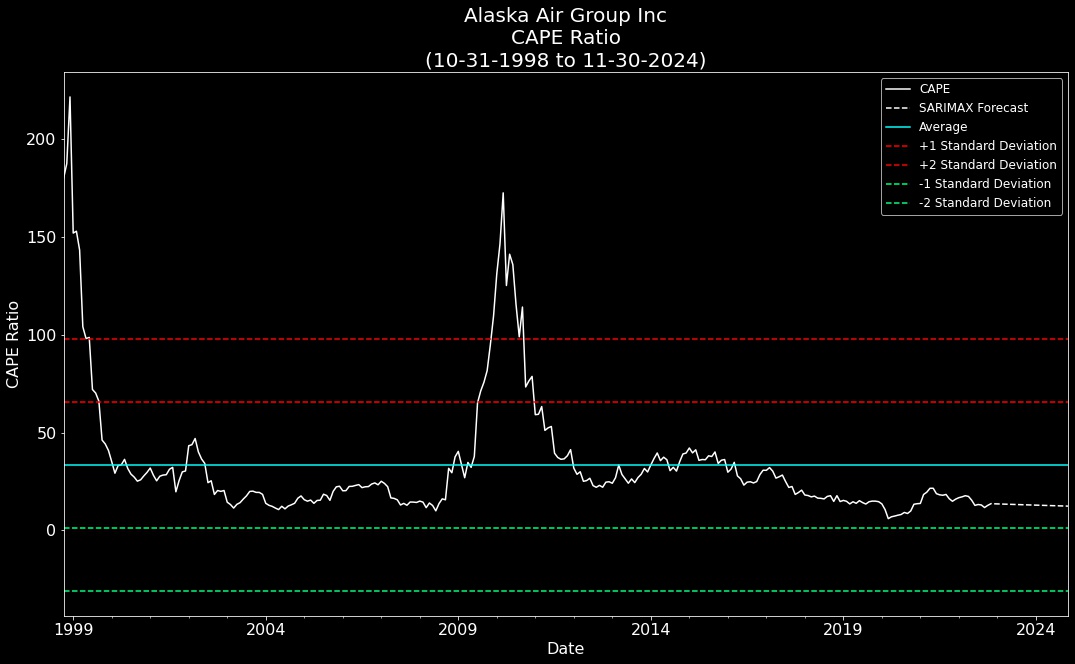 Alaska Air Group Inc
CAPE Ratio
(10-31-1998 to 11-30-2024)
CAPE
SARIMAX Forecast
Average
+1 Standard Deviation
+2 Standard Deviation
-1 Standard Deviation
-2 Standard Deviation
CAPE Ratio
200
150
100
50
0
1999
2004
2009
2014
2019
2024
Date